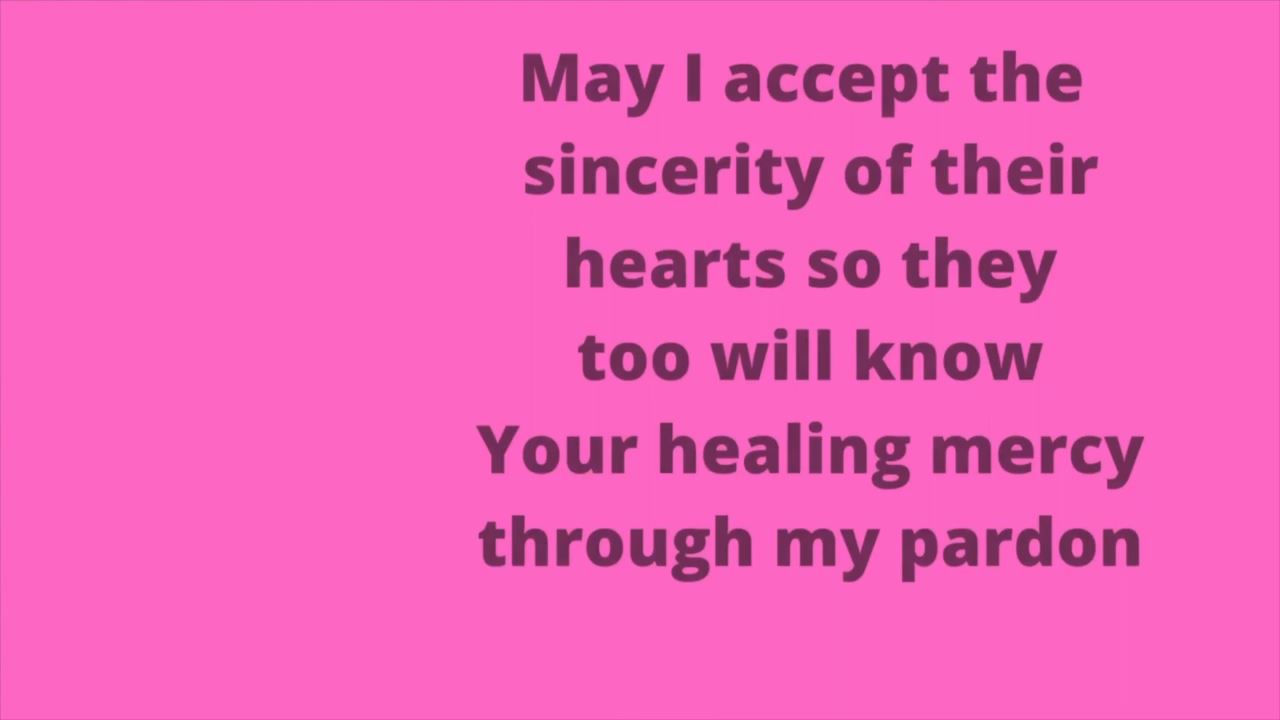 May I accept the
sincerity of their
hearts so they
too will know
Your healing mercy
through my pardon